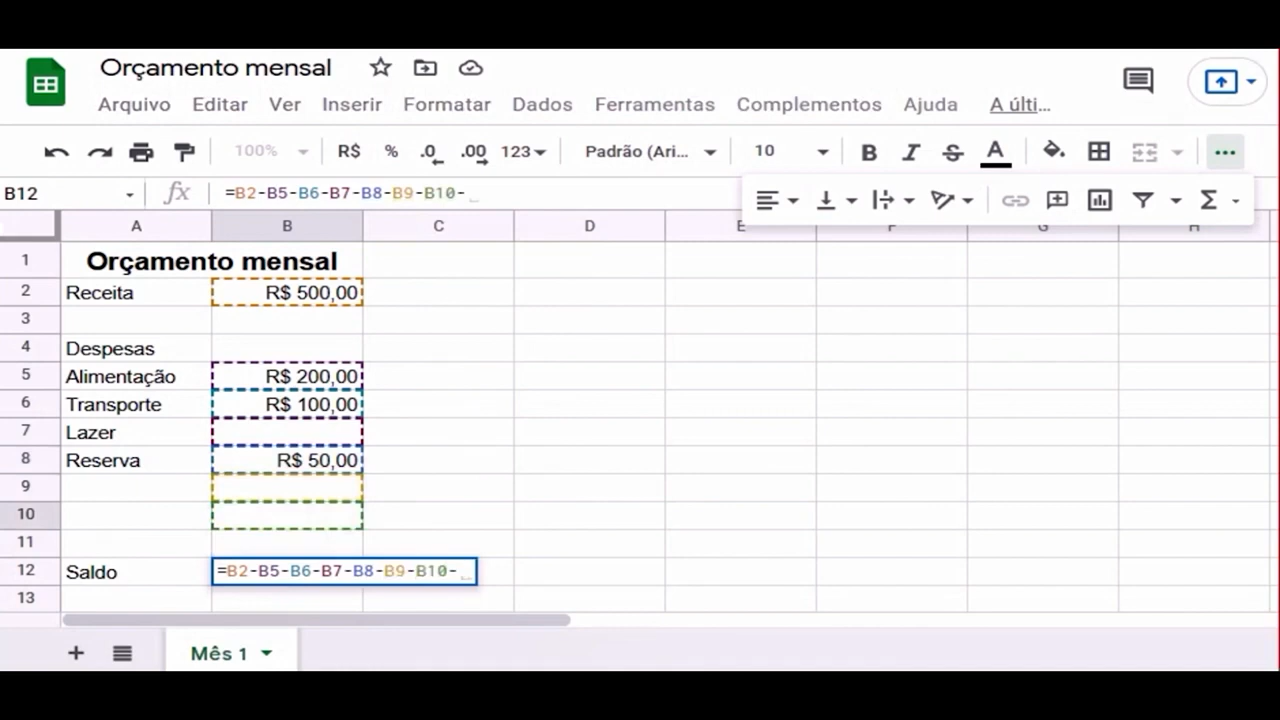 Orçamento mensal
Arquivo Editar Ver Inserir Formatar Dados Ferramentas Complementos Ajuda A últi...
100% R$ % .0 .00 123 Padrão (Ari... 10 B I S A
B12 fx =B2-B5-B6-B7-B8-B9-B10-
A B C D E F G H
1 Orçamento mensal
2 Receita R$ 500,00
3
4 Despesas
5 Alimentação R$ 200,00
6 Transporte R$ 100,00
7 Lazer
8 Reserva R$ 50,00
9
10
11
12 Saldo =B2-B5-B6-B7-B8-B9-B10-
13
Mês 1